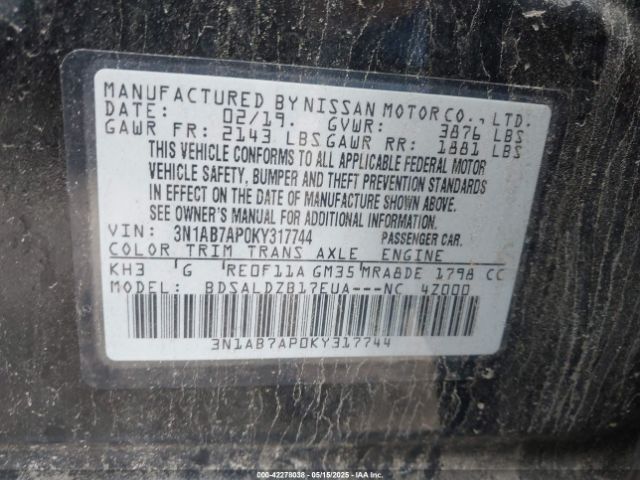 MANUFACTURED BY NISSAN MOTOR CO., LTD.
DATE: 02/19. GVWR: 3876 LBS
GAWR FR: 2143 LBS GAWR RR: 1881 LBS
THIS VEHICLE CONFORMS TO ALL APPLICABLE FEDERAL MOTOR
VEHICLE SAFETY, BUMPER AND THEFT PREVENTION STANDARDS
IN EFFECT ON THE DATE OF MANUFACTURE SHOWN ABOVE.
SEE OWNER'S MANUAL FOR ADDITIONAL INFORMATION.
VIN: 3N1AB7AP0KY317744 PASSENGER CAR.
COLOR TRIM TRANS AXLE ENGINE
KH3 G RE0F11A GM35 MRA8DE 1798 CC
MODEL: BDSALDZB17EUA---NC 4Z000
3N1AB7AP0KY317744
000-42278038 - 05/15/2025 - IAA Inc.